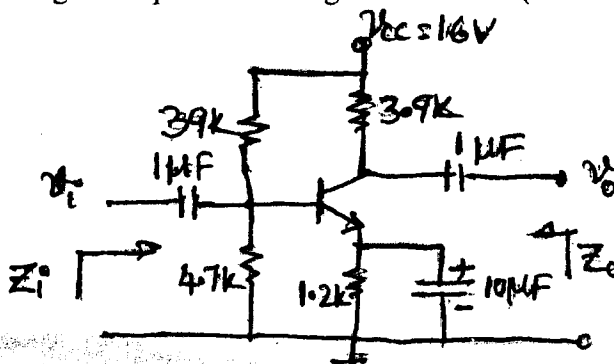 Vcc = 16V
39k
3.9k
1μF
1μF
Vi
Vo
Zi
4.7k
1.2k
10μF
Zo